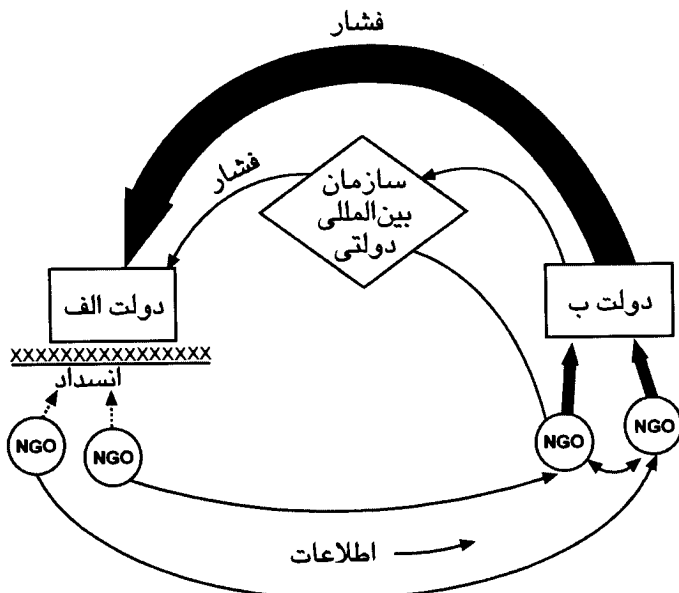 فشار
فشار
سازمان
بین‌المللی
دولتی
دولت الف
دولت ب
XXXXXXXXXXXXXXXX
انسداد
NGO
NGO
NGO
NGO
اطلاعات